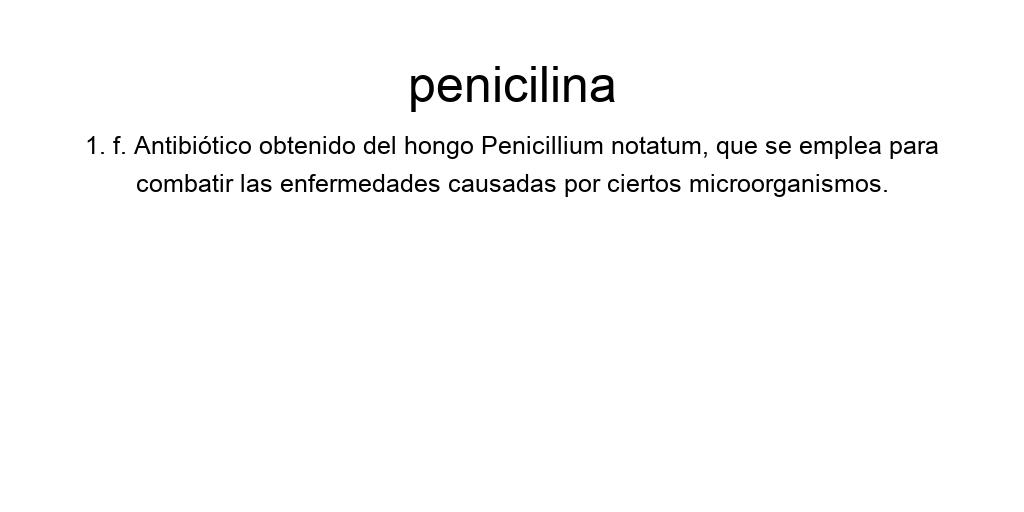 penicilina
1. f. Antibiótico obtenido del hongo Penicillium notatum, que se emplea para
combatir las enfermedades causadas por ciertos microorganismos.